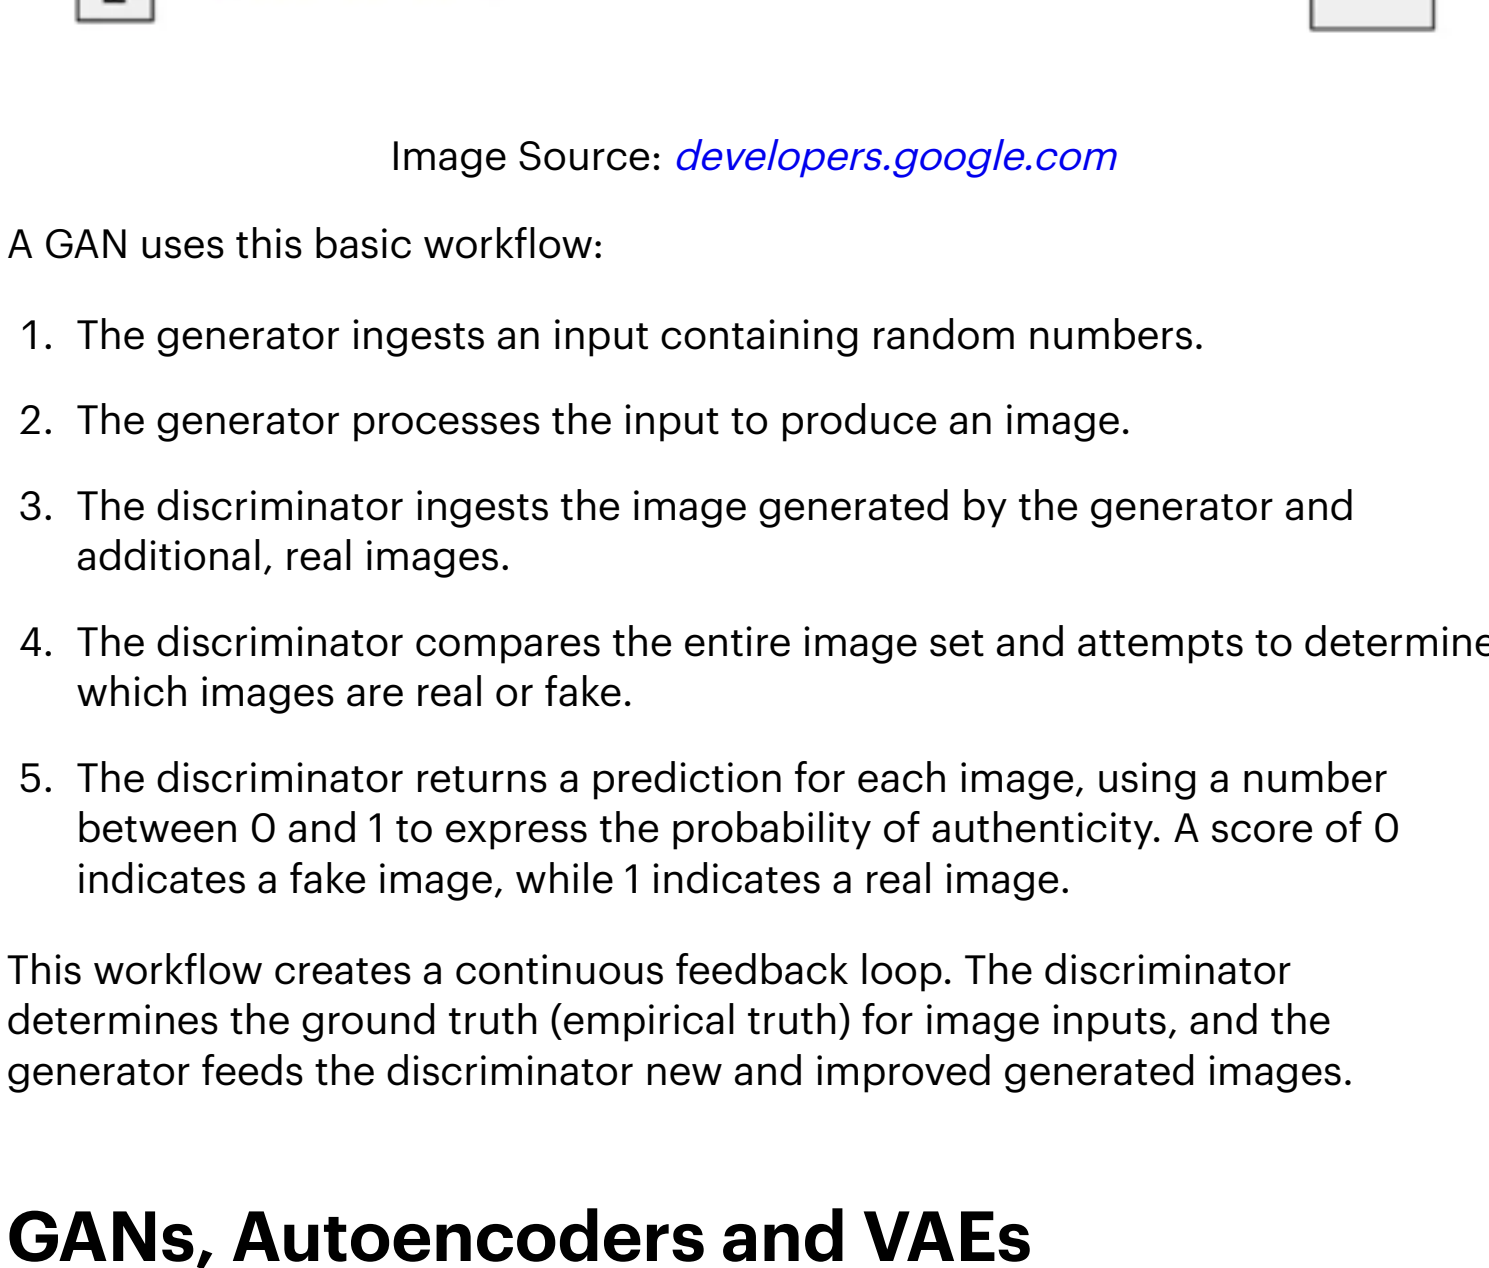 Image Source: developers.google.com
A GAN uses this basic workflow:
1. The generator ingests an input containing random numbers.
2. The generator processes the input to produce an image.
3. The discriminator ingests the image generated by the generator and
additional, real images.
4. The discriminator compares the entire image set and attempts to determine
which images are real or fake.
5. The discriminator returns a prediction for each image, using a number
between 0 and 1 to express the probability of authenticity. A score of 0
indicates a fake image, while 1 indicates a real image.
This workflow creates a continuous feedback loop. The discriminator
determines the ground truth (empirical truth) for image inputs, and the
generator feeds the discriminator new and improved generated images.
GANs, Autoencoders and VAEs